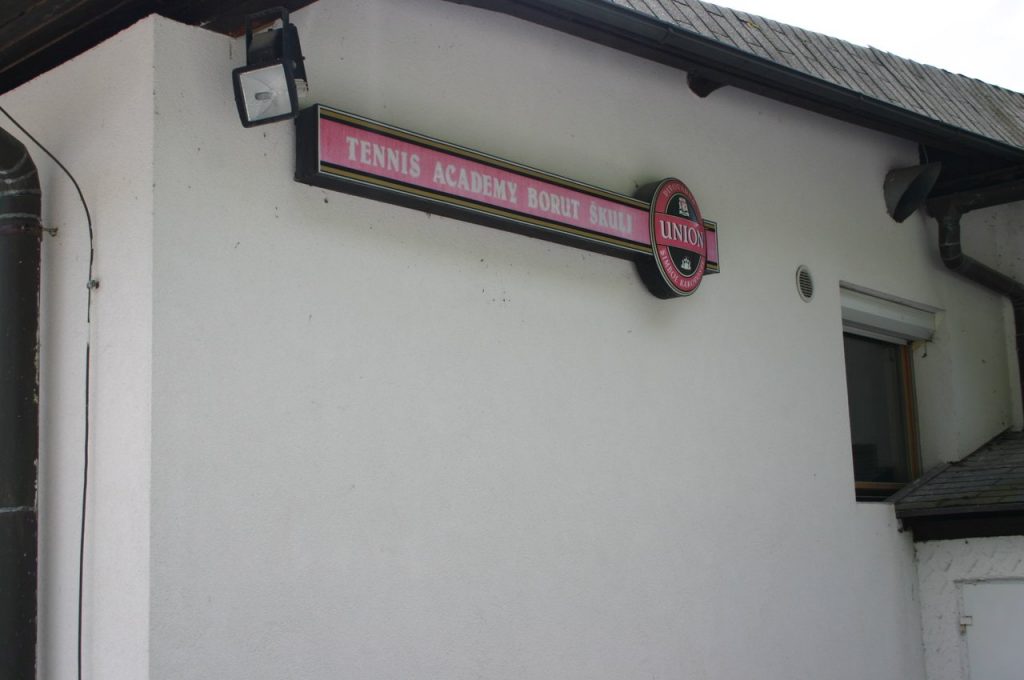 TENNIS ACADEMY BORUT ŠKULJ
UNION